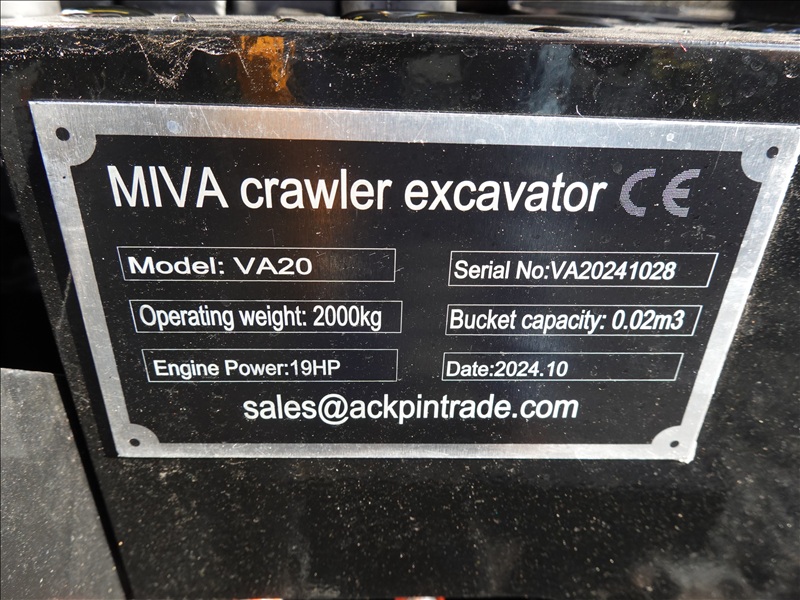 MIVA crawler excavator CE
Model: VA20
Serial No:VA20241028
Operating weight: 2000kg
Bucket capacity: 0.02m3
Engine Power:19HP
Date:2024.10
sales@ackpintrade.com